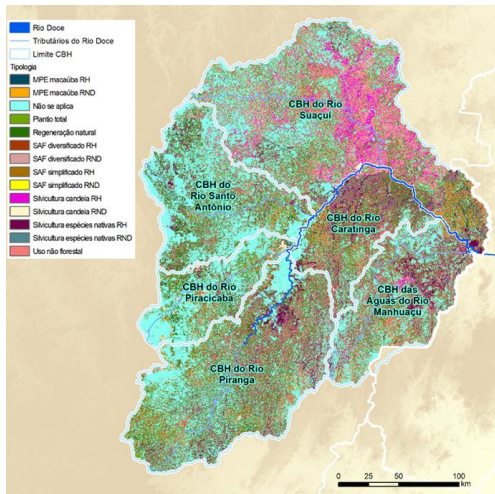 Rio Doce
Tributários do Rio Doce
Limite CBH
Tipologia
MPE macaúba RH
MPE macaúba RND
Não se aplica
Plantio total
Regeneração natural
SAF diversificado RH
SAF diversificado RND
SAF simplificado RH
SAF simplificado RND
Silvicultura candeia RH
Silvicultura candeia RND
Silvicultura espécies nativas RH
Silvicultura espécies nativas RND
Uso não florestal
CBH do Rio
Suaçuí
CBH do
Rio Santo
Antônio
CBH do Rio
Caratinga
CBH do Rio
Piracicaba
CBH das
Águas do Rio
Manhuaçu
CBH do Rio
Piranga
0 25 50 100
km